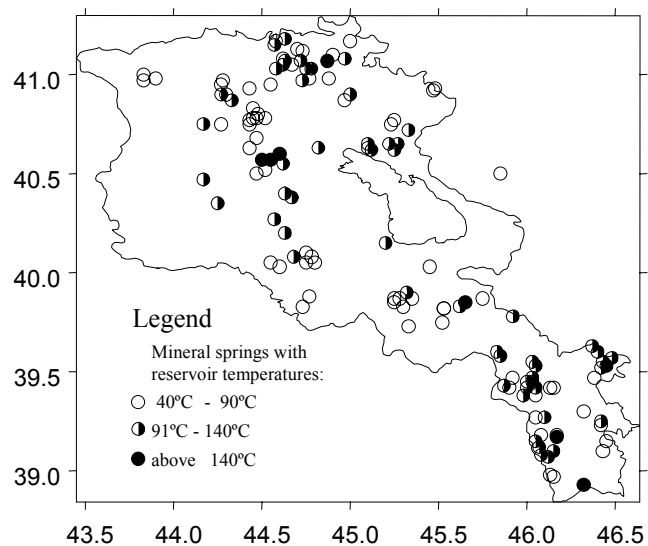 41.0
40.5
40.0
39.5
39.0
Legend
Mineral springs with
reservoir temperatures:
40ºC - 90ºC
91ºC - 140ºC
above 140ºC
43.5 44.0 44.5 45.0 45.5 46.0 46.5